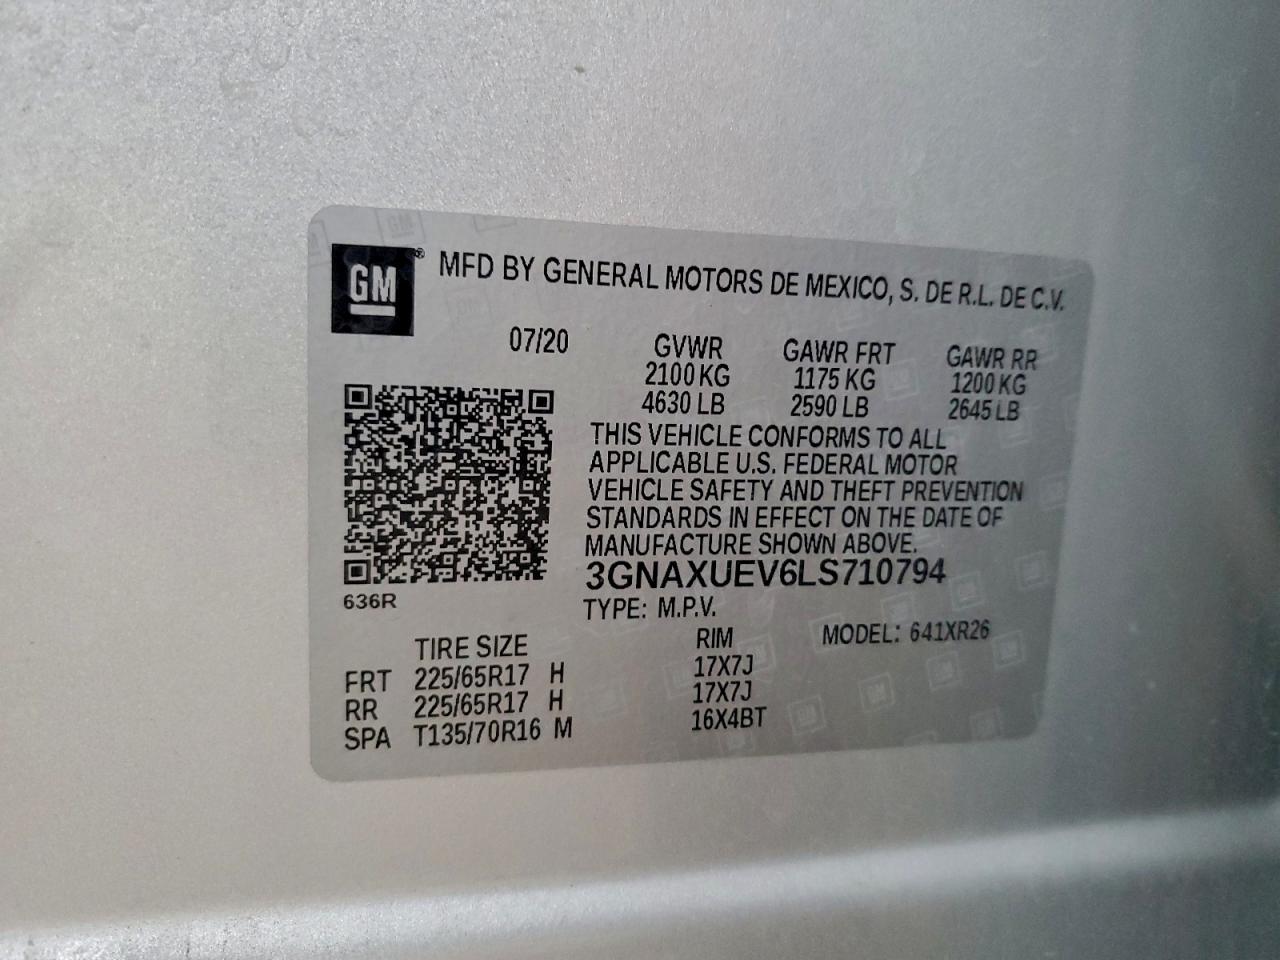 GM ® MFD BY GENERAL MOTORS DE MEXICO, S. DE R.L. DE C.V.
07/20 GVWR GAWR FRT GAWR RR
2100 KG 1175 KG 1200 KG
4630 LB 2590 LB 2645 LB
THIS VEHICLE CONFORMS TO ALL
APPLICABLE U.S. FEDERAL MOTOR
VEHICLE SAFETY AND THEFT PREVENTION
STANDARDS IN EFFECT ON THE DATE OF
MANUFACTURE SHOWN ABOVE.
3GNAXUEV6LS710794
636R TYPE: M.P.V.
TIRE SIZE RIM MODEL: 641XR26
FRT 225/65R17 H 17X7J
RR 225/65R17 H 17X7J
SPA T135/70R16 M 16X4BT